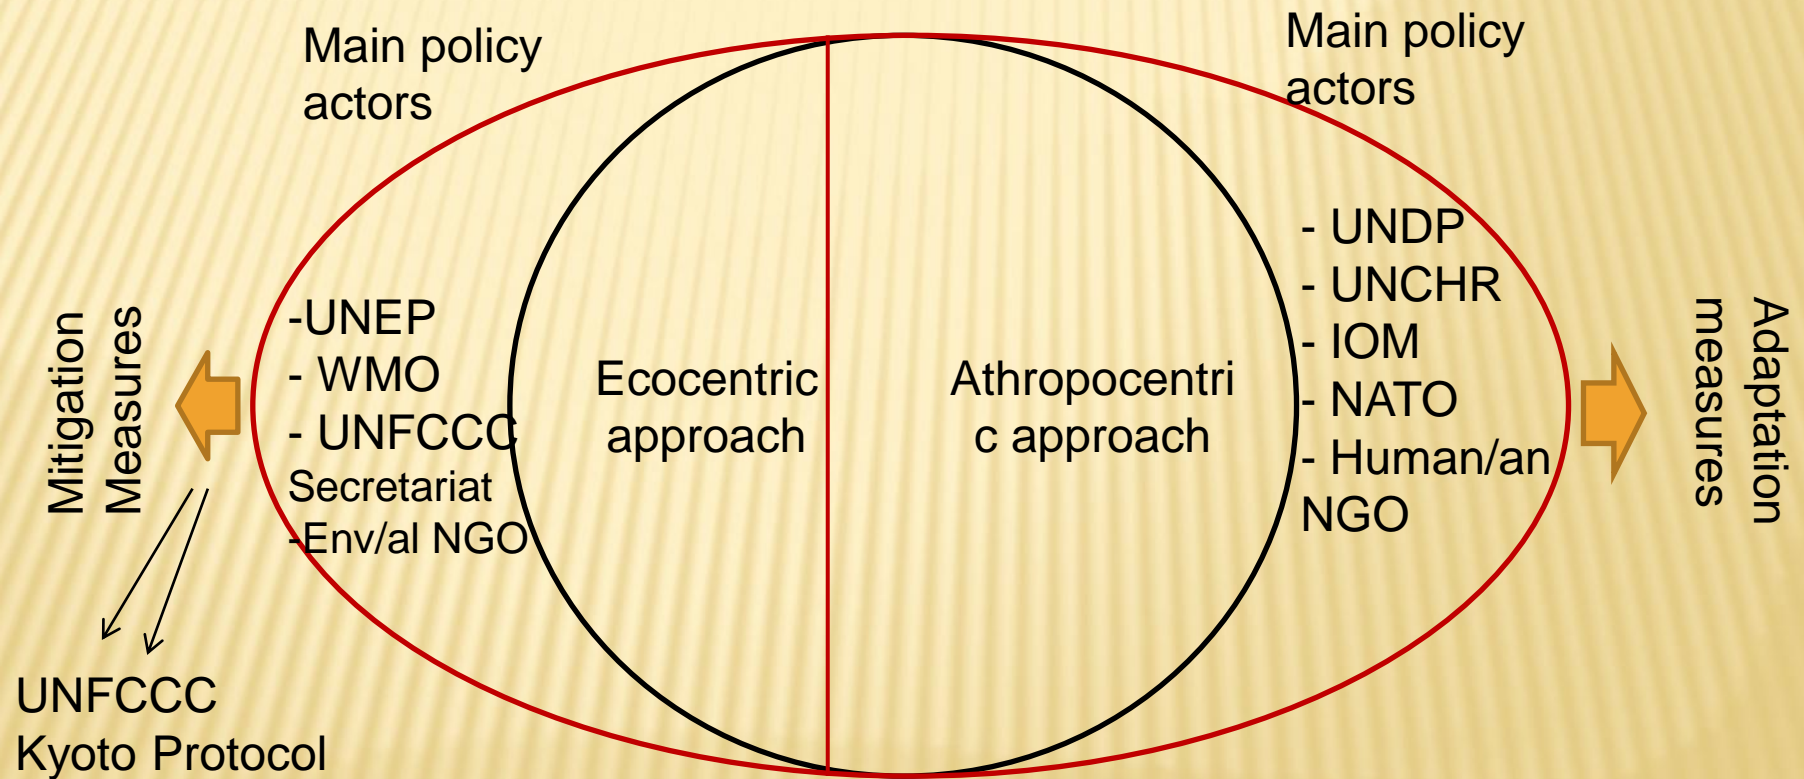 Main policy
actors
-UNEP
- WMO
- UNFCCC
Secretariat
-Env/al NGO
Mitigation
Measures
UNFCCC
Kyoto Protocol
Ecocentric
approach
Athropocentri
c approach
Main policy
actors
- UNDP
- UNCHR
- IOM
- NATO
- Human/an
NGO
Adaptation
measures